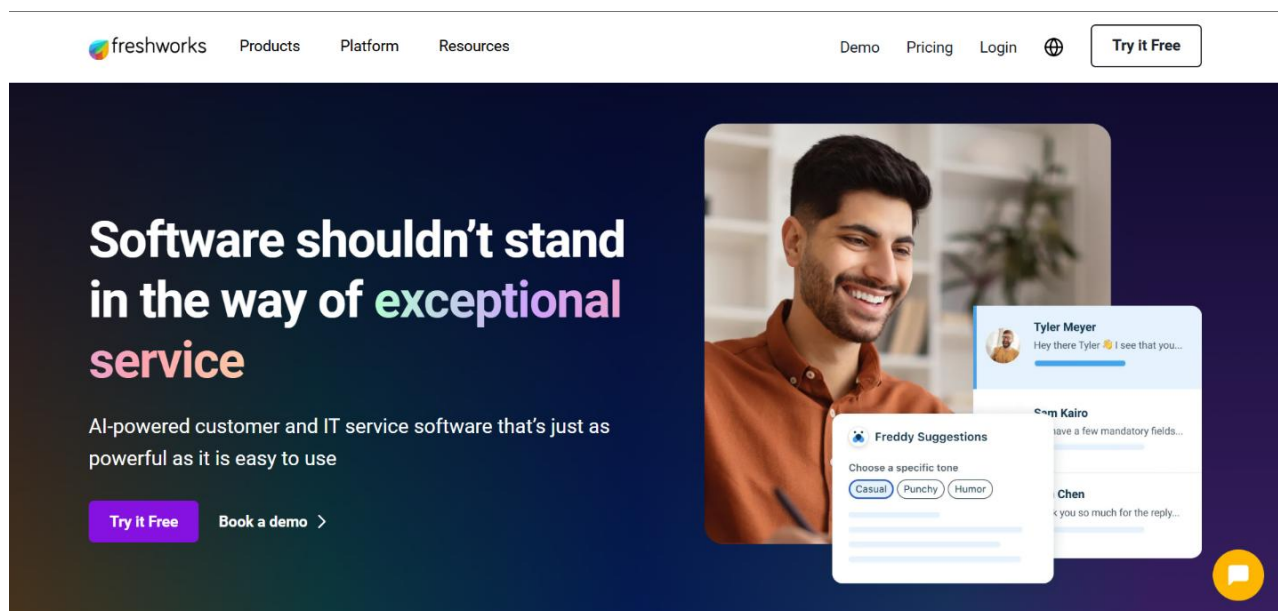 freshworks Products Platform Resources Demo Pricing Login Try it Free
Software shouldn’t stand
in the way of exceptional
service
AI-powered customer and IT service software that’s just as
powerful as it is easy to use
Try it Free Book a demo
Tyler Meyer
Hey there Tyler 👋 I see that you...
Sam Kairo
have a few mandatory fields...
Chen
you so much for the reply...
Freddy Suggestions
Choose a specific tone
Casual Punchy Humor